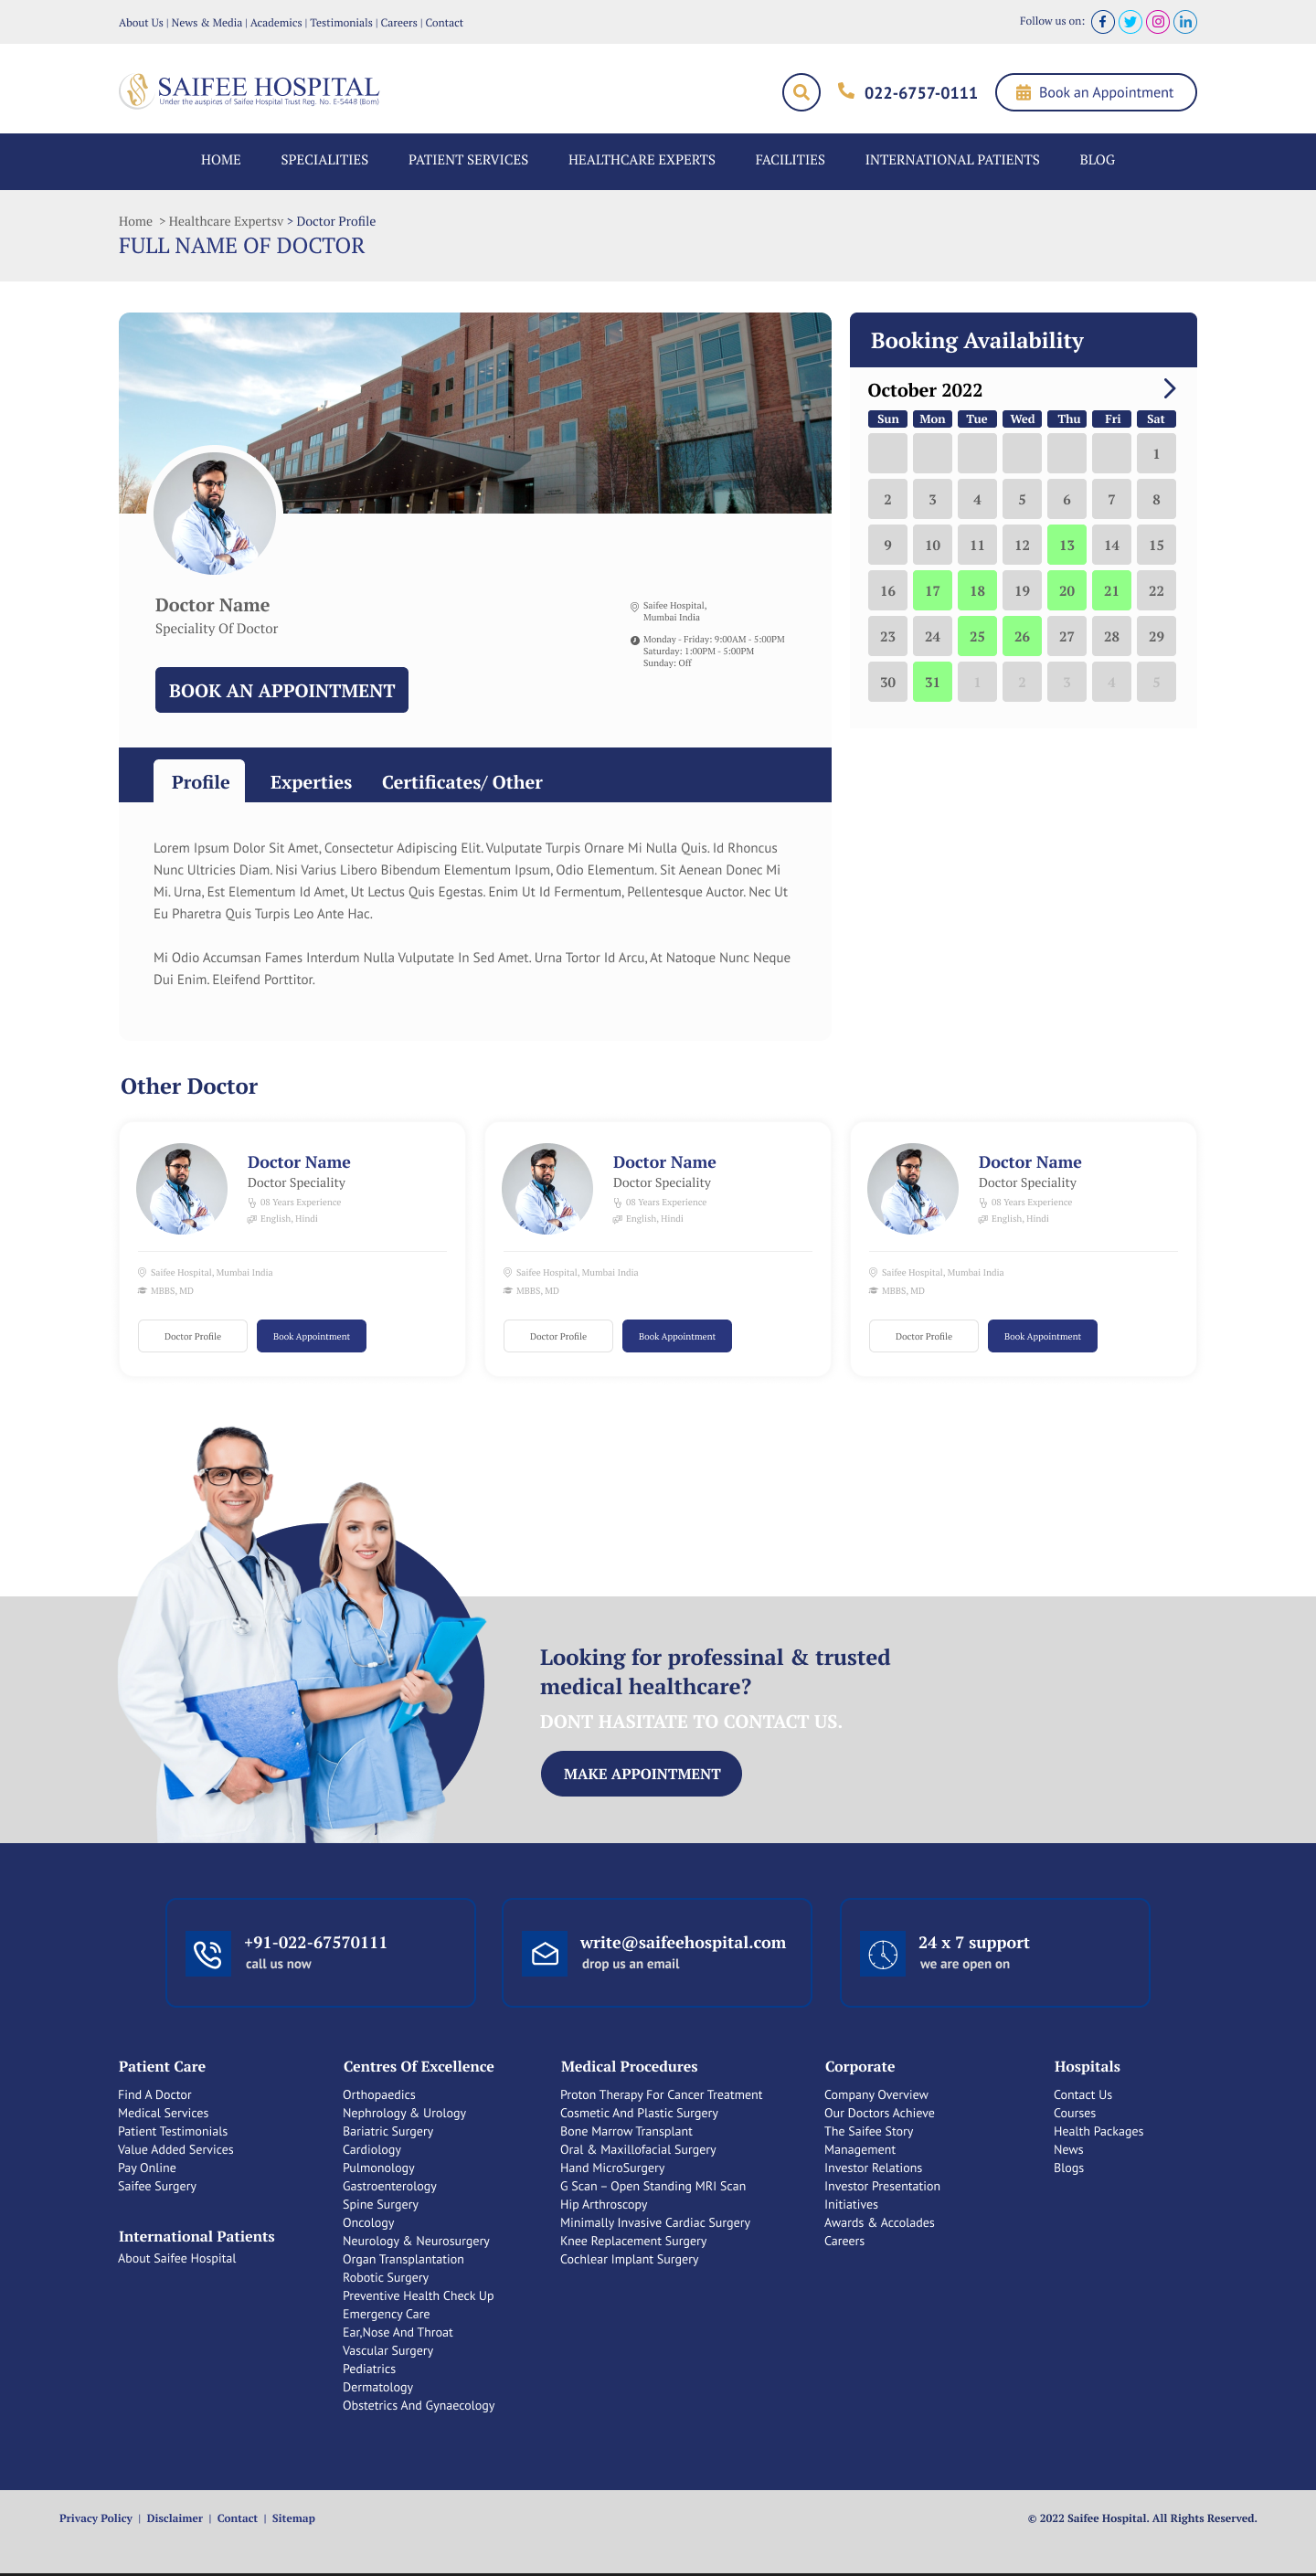 About Us | News & Media | Academics | Testimonials | Careers | Contact
Follow us on:
SAIFEE HOSPITAL
Under the auspizes of Saifee Hospital Trust Reg. No. E-5448 (Bom)
022-6757-0111
Book an Appointment
HOME SPECIALITIES PATIENT SERVICES HEALTHCARE EXPERTS FACILITIES INTERNATIONAL PATIENTS BLOG
Home > Healthcare Expertsv > Doctor Profile
FULL NAME OF DOCTOR
Doctor Name
Speciality Of Doctor
BOOK AN APPOINTMENT
Saifee Hospital,
Mumbai India
Monday - Friday: 9:00AM - 5:00PM
Saturday: 1:00PM - 5:00PM
Sunday: Off
Booking Availability
October 2022
Sun Mon Tue Wed Thu Fri Sat
1
2 3 4 5 6 7 8
9 10 11 12 13 14 15
16 17 18 19 20 21 22
23 24 25 26 27 28 29
30 31 1 2 3 4 5
Profile Experties Certificates/ Other
Lorem Ipsum Dolor Sit Amet, Consectetur Adipiscing Elit. Vulputate Turpis Ornare Mi Nulla Quis. Id Rhoncus
Nunc Ultricies Diam. Nisi Varius Libero Bibendum Elementum Ipsum, Odio Elementum. Sit Aenean Donec Mi
Mi. Urna, Est Elementum Id Amet, Ut Lectus Quis Egestas. Enim Ut Id Fermentum, Pellentesque Auctor. Nec Ut
Eu Pharetra Quis Turpis Leo Ante Hac.
Mi Odio Accumsan Fames Interdum Nulla Vulputate In Sed Amet. Urna Tortor Id Arcu, At Natoque Nunc Neque
Dui Enim. Eleifend Porttitor.
Other Doctor
Doctor Name
Doctor Speciality
08 Years Experience
English, Hindi
Saifee Hospital, Mumbai India
MBBS, MD
Doctor Profile
Book Appointment
Doctor Name
Doctor Speciality
08 Years Experience
English, Hindi
Saifee Hospital, Mumbai India
MBBS, MD
Doctor Profile
Book Appointment
Doctor Name
Doctor Speciality
08 Years Experience
English, Hindi
Saifee Hospital, Mumbai India
MBBS, MD
Doctor Profile
Book Appointment
Looking for professinal & trusted
medical healthcare?
DONT HASITATE TO CONTACT US.
MAKE APPOINTMENT
+91-022-67570111
call us now
write@saifeehospital.com
drop us an email
24 x 7 support
we are open on
Patient Care
Find A Doctor
Medical Services
Patient Testimonials
Value Added Services
Pay Online
Saifee Surgery
International Patients
About Saifee Hospital
Centres Of Excellence
Orthopaedics
Nephrology & Urology
Bariatric Surgery
Cardiology
Pulmonology
Gastroenterology
Spine Surgery
Oncology
Neurology & Neurosurgery
Organ Transplantation
Robotic Surgery
Preventive Health Check Up
Emergency Care
Ear,Nose And Throat
Vascular Surgery
Pediatrics
Dermatology
Obstetrics And Gynaecology
Medical Procedures
Proton Therapy For Cancer Treatment
Cosmetic And Plastic Surgery
Bone Marrow Transplant
Oral & Maxillofacial Surgery
Hand MicroSurgery
G Scan – Open Standing MRI Scan
Hip Arthroscopy
Minimally Invasive Cardiac Surgery
Knee Replacement Surgery
Cochlear Implant Surgery
Corporate
Company Overview
Our Doctors Achieve
The Saifee Story
Management
Investor Relations
Investor Presentation
Initiatives
Awards & Accolades
Careers
Hospitals
Contact Us
Courses
Health Packages
News
Blogs
Privacy Policy | Disclaimer | Contact | Sitemap
© 2022 Saifee Hospital. All Rights Reserved.